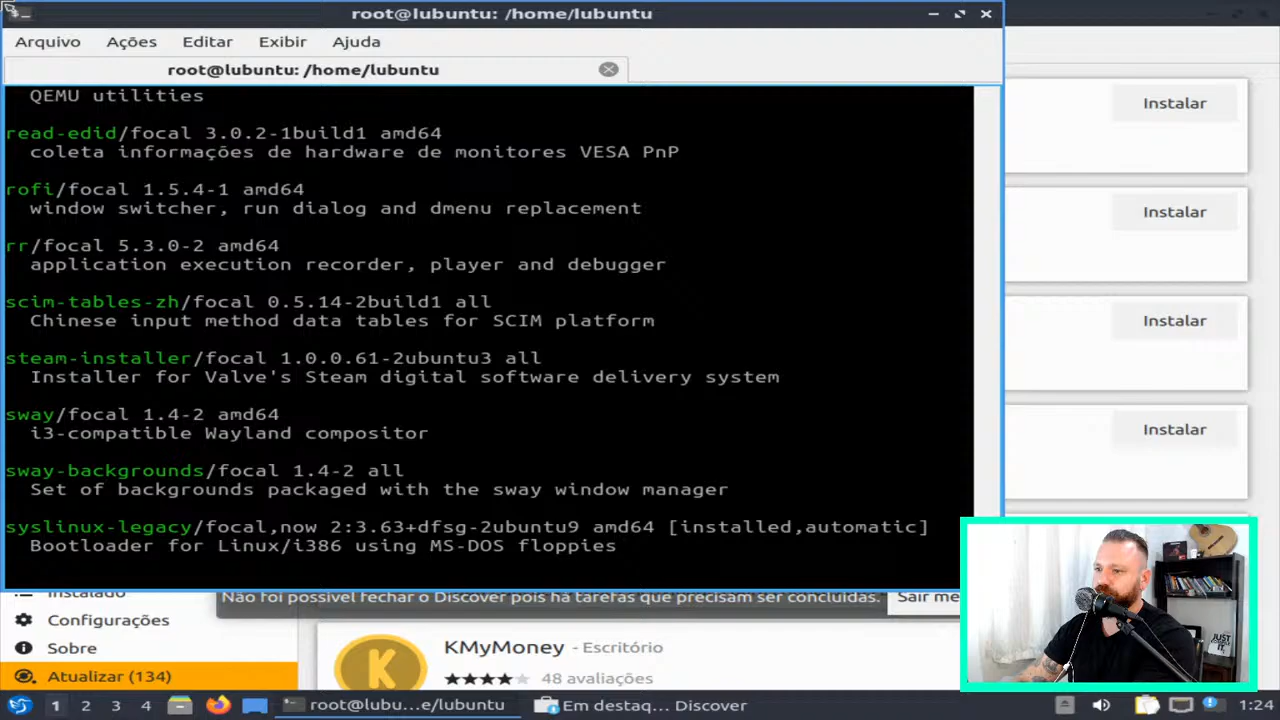 root@lubuntu: /home/lubuntu
Arquivo Ações Editar Exibir Ajuda
root@lubuntu: /home/lubuntu
QEMU utilities
read-edid/focal 3.0.2-1build1 amd64
coleta informações de hardware de monitores VESA PnP
rofi/focal 1.5.4-1 amd64
window switcher, run dialog and dmenu replacement
rr/focal 5.3.0-2 amd64
application execution recorder, player and debugger
scim-tables-zh/focal 0.5.14-2build1 all
Chinese input method data tables for SCIM platform
steam-installer/focal 1.0.0.61-2ubuntu3 all
Installer for Valve's Steam digital software delivery system
sway/focal 1.4-2 amd64
i3-compatible Wayland compositor
sway-backgrounds/focal 1.4-2 all
Set of backgrounds packaged with the sway window manager
syslinux-legacy/focal,now 2:3.63+dfsg-2ubuntu9 amd64 [installed,automatic]
Bootloader for Linux/i386 using MS-DOS floppies
Instalar
Instalar
Instalar
Instalar
Instalado
Não foi possível fechar o Discover pois há tarefas que precisam ser concluídas. Sair me
Configurações
Sobre
Atualizar (134)
K
KMyMoney - Escritório
48 avaliações
JUST
1 2 3 4 root@lubu...e/lubuntu Em destaq... Discover 1:24